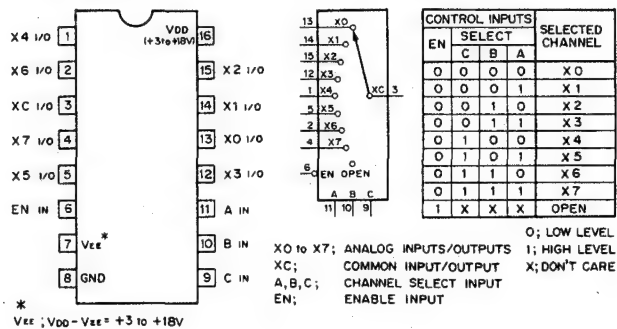 X4 I/O 1
X6 I/O 2
XC I/O 3
X7 I/O 4
X5 I/O 5
EN IN 6
7 VEE*
8 GND
VDD
(+3 to +18V)
16
15 X2 I/O
14 X1 I/O
13 X0 I/O
12 X3 I/O
11 A IN
10 B IN
9 C IN
*
VEE ; VDD - VEE = +3 to +18V
13 X0
14 X1
15 X2
12 X3
1 X4
5 X5
2 X6
4 X7
XC 3
6 EN OPEN
A B C
11 10 9
X0 to X7; ANALOG INPUTS/OUTPUTS
XC; COMMON INPUT/OUTPUT
A,B,C; CHANNEL SELECT INPUT
EN; ENABLE INPUT
CONTROL INPUTS SELECTED CHANNEL
EN SELECT
C B A
0 0 0 0 X0
0 0 0 1 X1
0 0 1 0 X2
0 0 1 1 X3
0 1 0 0 X4
0 1 0 1 X5
0 1 1 0 X6
0 1 1 1 X7
1 X X X OPEN
0; LOW LEVEL
1; HIGH LEVEL
X; DON'T CARE